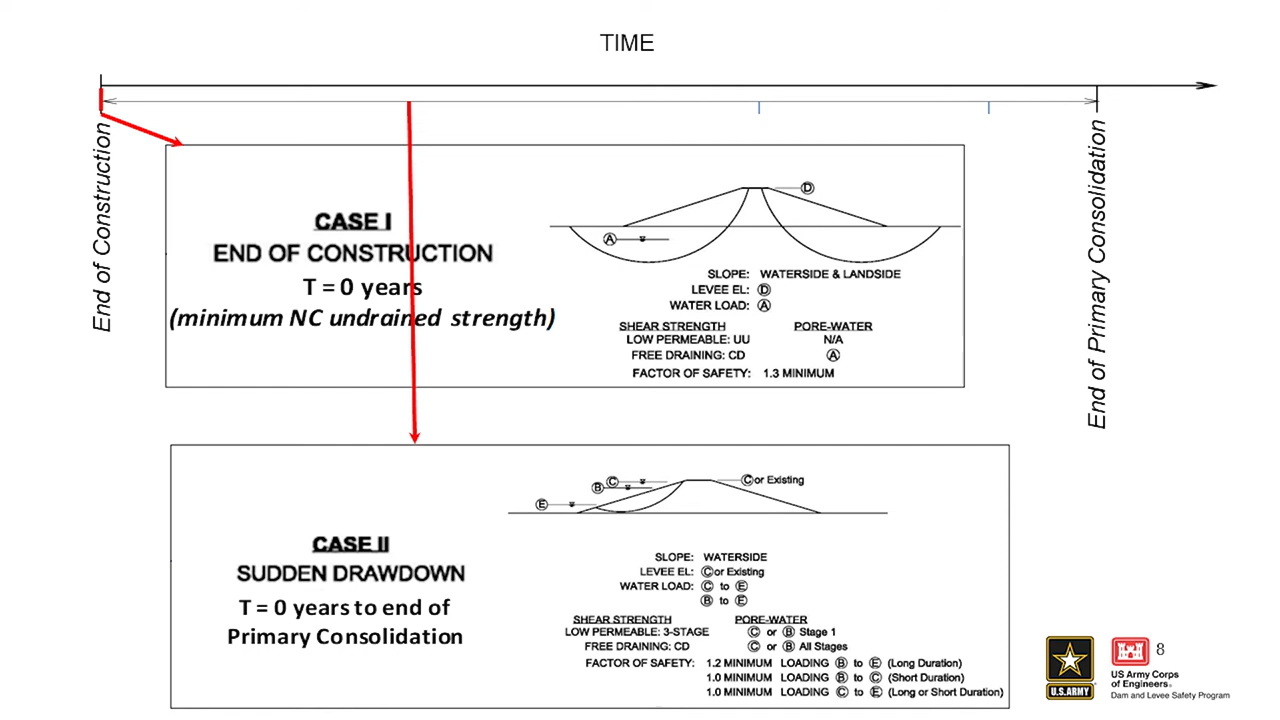 TIME
End of Construction
End of Primary Consolidation
CASE I
END OF CONSTRUCTION
T = 0 years
(minimum NC undrained strength)
D
A
SLOPE: WATERSIDE & LANDSIDE
LEVEE EL: D
WATER LOAD: A
SHEAR STRENGTH PORE-WATER
LOW PERMEABLE: UU N/A
FREE DRAINING: CD A
FACTOR OF SAFETY: 1.3 MINIMUM
CASE II
SUDDEN DRAWDOWN
T = 0 years to end of
Primary Consolidation
C
B
E
C or Existing
SLOPE: WATERSIDE
LEVEE EL: C or Existing
WATER LOAD: C to E
B to E
SHEAR STRENGTH PORE-WATER
LOW PERMEABLE: 3-STAGE C or B Stage 1
FREE DRAINING: CD C or B All Stages
FACTOR OF SAFETY: 1.2 MINIMUM LOADING B to E (Long Duration)
1.0 MINIMUM LOADING B to C (Short Duration)
1.0 MINIMUM LOADING C to E (Long or Short Duration)
8
U.S.ARMY
US Army Corps
of Engineers®
Dam and Levee Safety Program